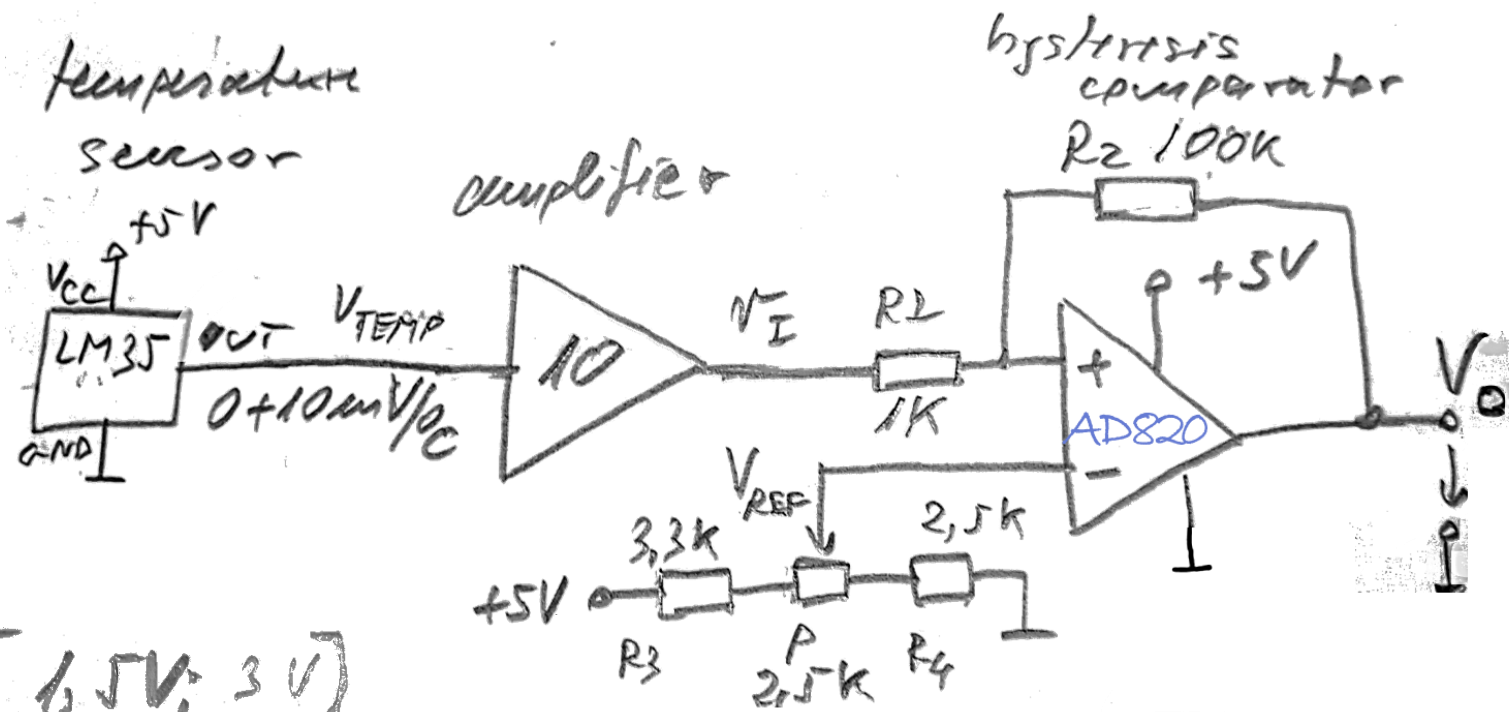 temperature
sensor
+5V
VCC
LM35
OUT
GND
VTEMP
0+10mV/°C
amplifier
10
VI
R1
1K
hysteresis
comparator
R2 100K
+5V
+
AD820
-
VO
VREF
+5V
3,3K
R3
P
2,5K
2,5K
R4
1,5V; 3V]